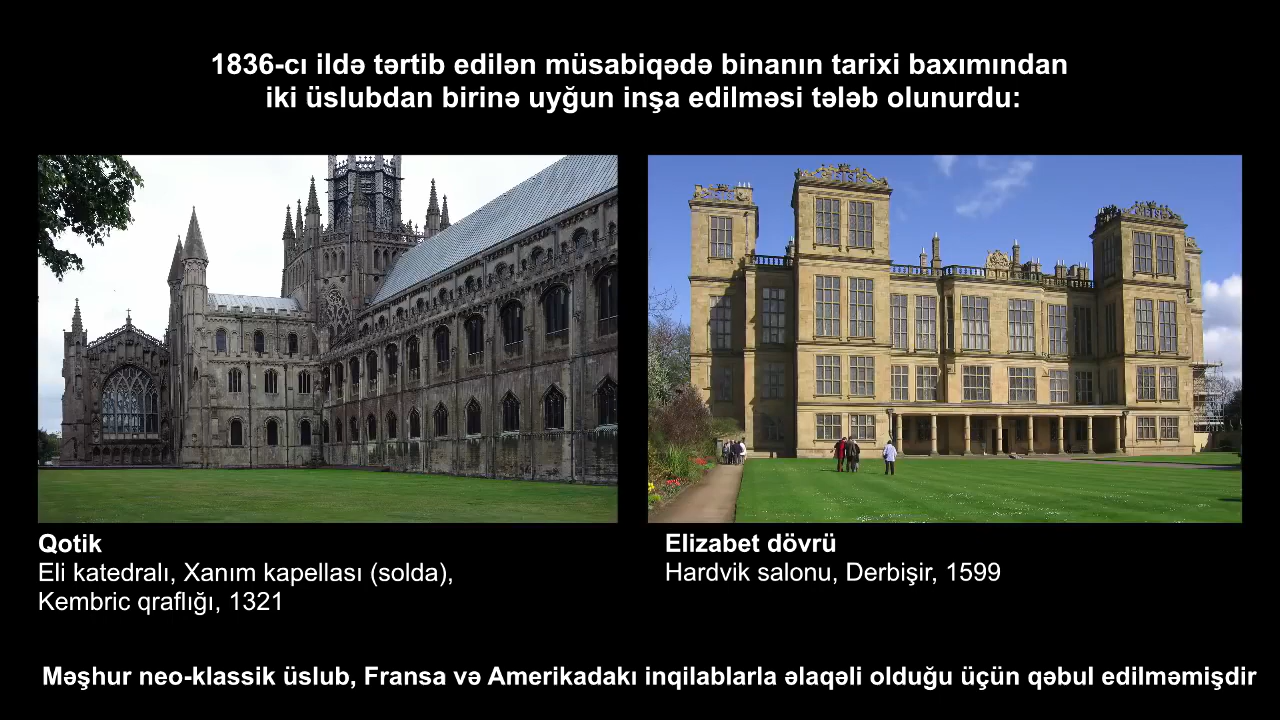 1836-cı ildə tərtib edilən müsabiqədə binanın tarixi baxımından
iki üslubdan birinə uyğun inşa edilməsi tələb olunurdu:
Qotik
Eli katedralı, Xanım kapellası (solda),
Kembric qraflığı, 1321
Elizabet dövrü
Hardvik salonu, Derbişir, 1599
Məşhur neo-klassik üslub, Fransa və Amerikadakı inqilablarla əlaqəli olduğu üçün qəbul edilməmişdir